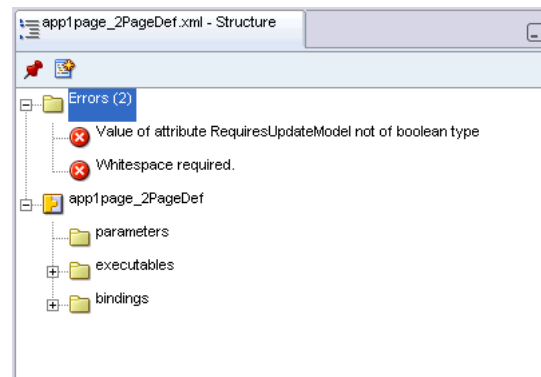 app1page_2PageDef.xml - Structure
Errors (2)
Value of attribute RequiresUpdateModel not of boolean type
Whitespace required.
app1page_2PageDef
parameters
executables
bindings